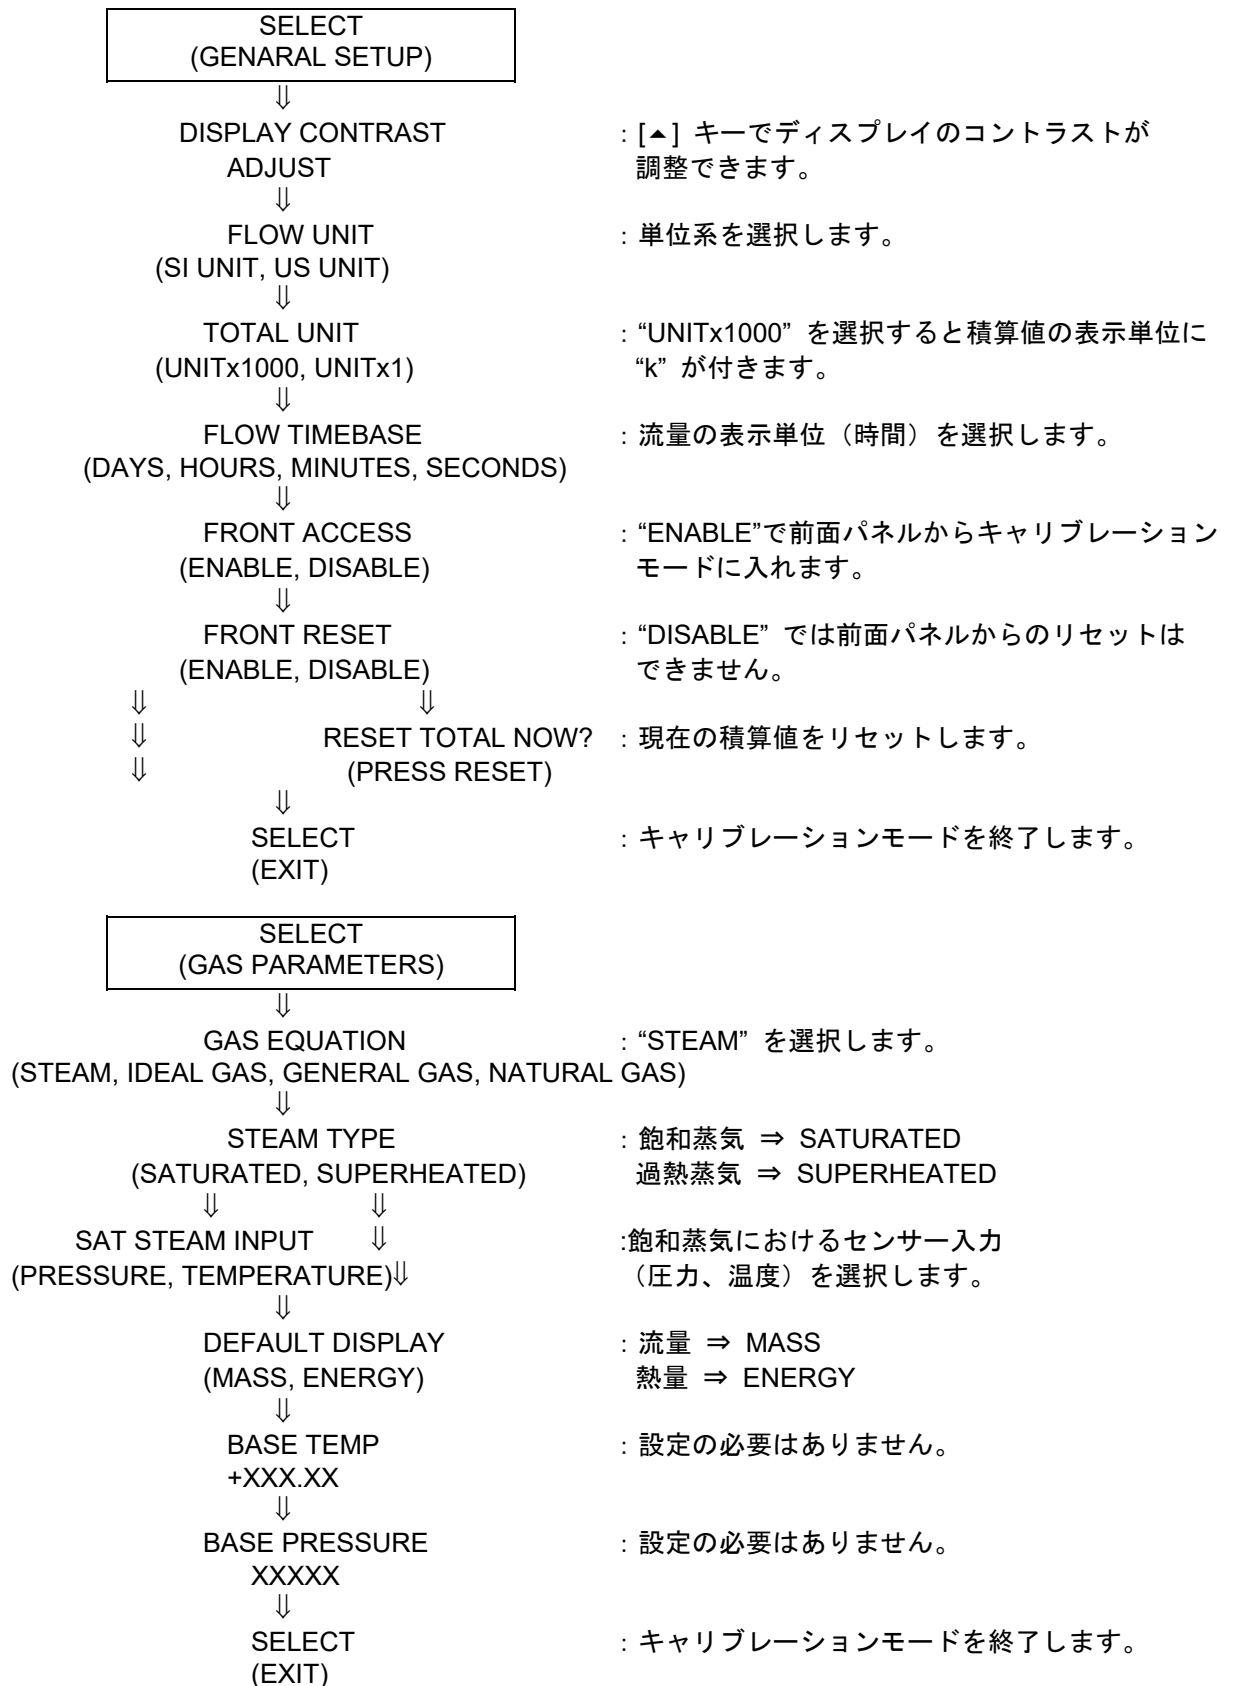 SELECT
(GENARAL SETUP)
⇓
DISPLAY CONTRAST : [▲] キーでディスプレイのコントラストが
ADJUST 調整できます。
⇓
FLOW UNIT : 単位系を選択します。
(SI UNIT, US UNIT)
⇓
TOTAL UNIT : “UNITx1000” を選択すると積算値の表示単位に
(UNITx1000, UNITx1) “k” が付きます。
⇓
FLOW TIMEBASE : 流量の表示単位（時間）を選択します。
(DAYS, HOURS, MINUTES, SECONDS)
⇓
FRONT ACCESS : “ENABLE”で前面パネルからキャリブレーション
(ENABLE, DISABLE) モードに入れます。
⇓
FRONT RESET : “DISABLE” では前面パネルからのリセットは
(ENABLE, DISABLE) できません。
⇓ ⇓
⇓ RESET TOTAL NOW? : 現在の積算値をリセットします。
⇓ (PRESS RESET)
⇓
SELECT : キャリブレーションモードを終了します。
(EXIT)
SELECT
(GAS PARAMETERS)
⇓
GAS EQUATION : “STEAM” を選択します。
(STEAM, IDEAL GAS, GENERAL GAS, NATURAL GAS)
⇓
STEAM TYPE : 飽和蒸気 ⇒ SATURATED
(SATURATED, SUPERHEATED) 過熱蒸気 ⇒ SUPERHEATED
⇓ ⇓
SAT STEAM INPUT ⇓ :飽和蒸気におけるセンサー入力
(PRESSURE, TEMPERATURE)⇓ （圧力、温度）を選択します。
⇓
DEFAULT DISPLAY : 流量 ⇒ MASS
(MASS, ENERGY) 熱量 ⇒ ENERGY
⇓
BASE TEMP : 設定の必要はありません。
+XXX.XX
⇓
BASE PRESSURE : 設定の必要はありません。
XXXXX
⇓
SELECT : キャリブレーションモードを終了します。
(EXIT)